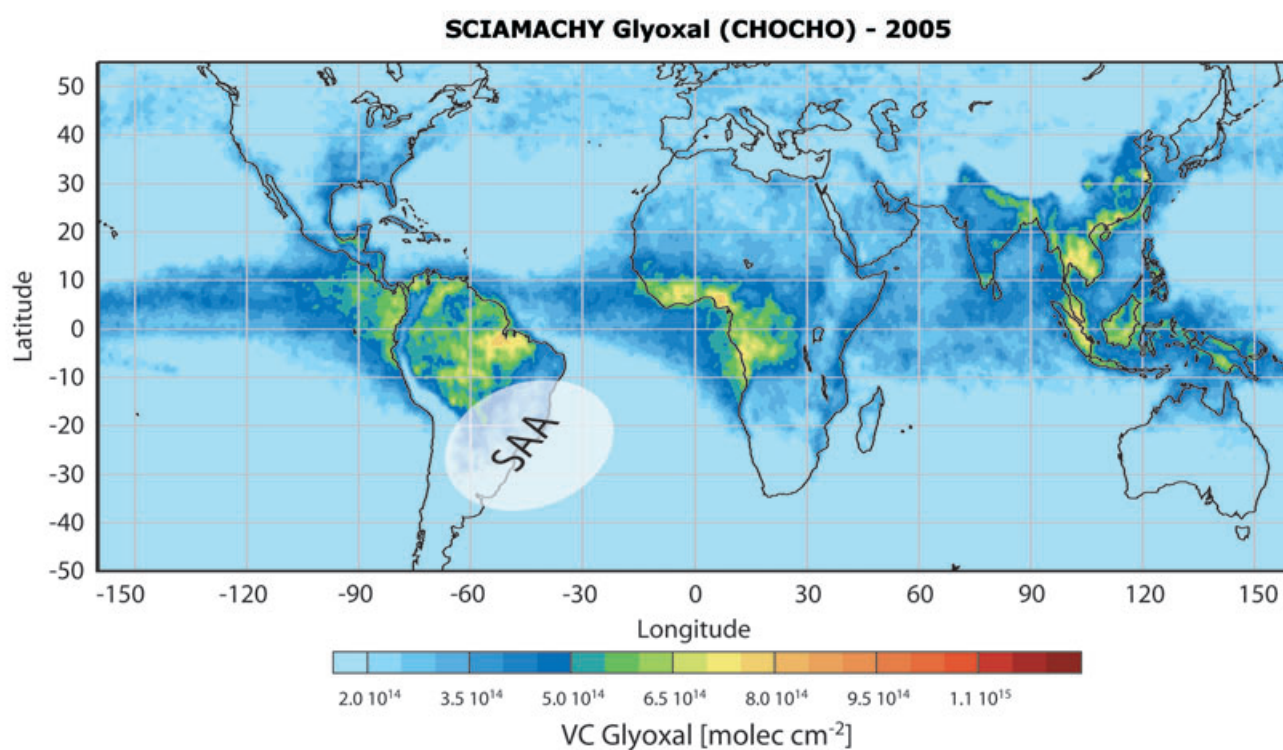 SCIAMACHY Glyoxal (CHOCHO) - 2005
50
40
30
20
10
0
-10
-20
-30
-40
-50
Latitude
SAA
-150 -120 -90 -60 -30 0 30 60 90 120 150
Longitude
2.0 10¹⁴ 3.5 10¹⁴ 5.0 10¹⁴ 6.5 10¹⁴ 8.0 10¹⁴ 9.5 10¹⁴ 1.1 10¹⁵
VC Glyoxal [molec cm⁻²]